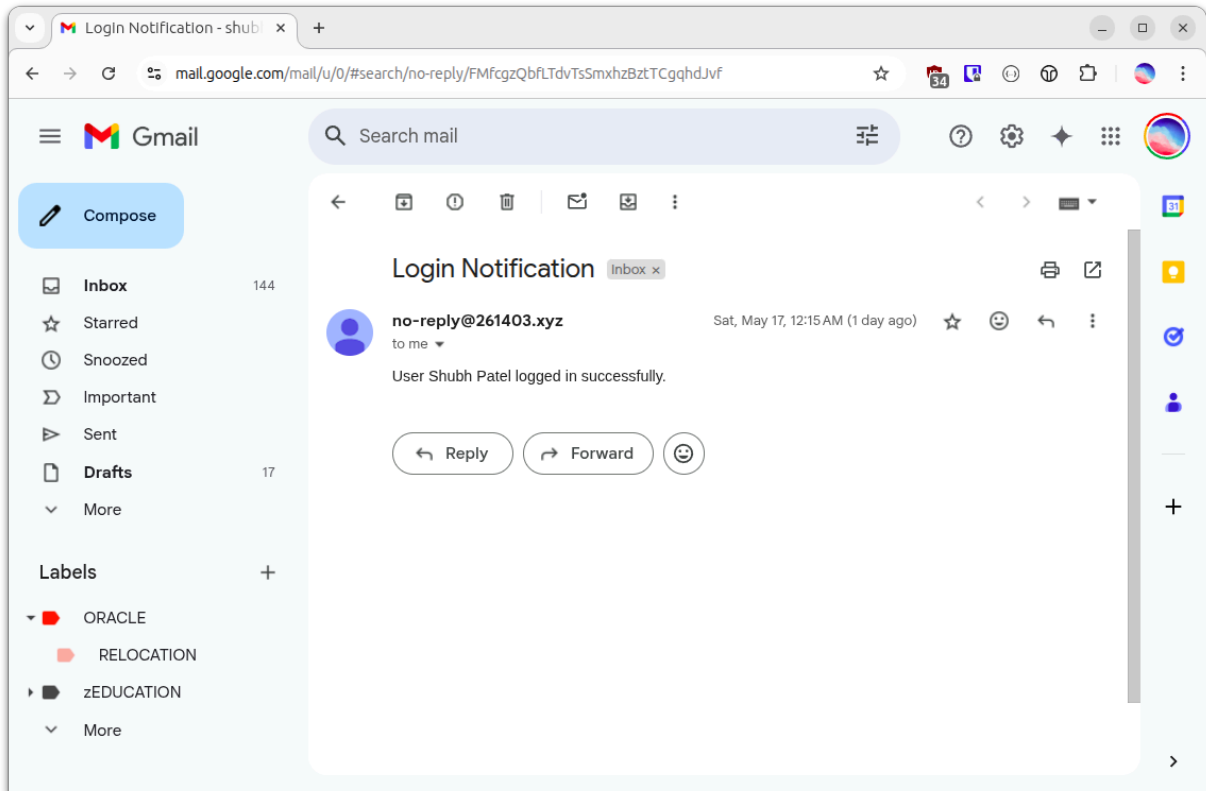 Login Notification - shubh
mail.google.com/mail/u/0/#search/no-reply/FMfcgzQbfLTdvTsSmxhzBztTCgqhdJvf
34
Gmail
Search mail
Compose
31
Login Notification Inbox ×
Inbox 144
no-reply@261403.xyz Sat, May 17, 12:15 AM (1 day ago)
Starred
to me
Snoozed
User Shubh Patel logged in successfully.
Important
Sent
Reply Forward
Drafts 17
More
Labels
ORACLE
RELOCATION
zEDUCATION
More